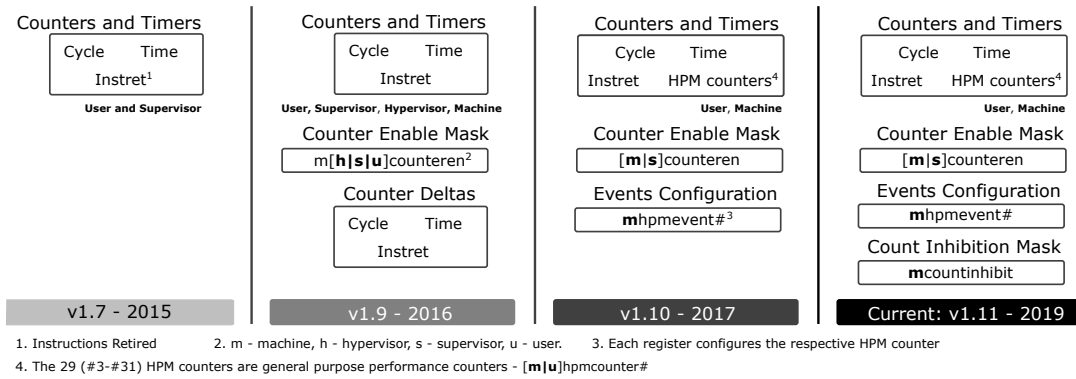 Counters and Timers
Cycle Time
Instret¹
User and Supervisor
v1.7 - 2015
Counters and Timers
Cycle Time
Instret
User, Supervisor, Hypervisor, Machine
Counter Enable Mask
m[h|s|u]counteren²
Counter Deltas
Cycle Time
Instret
v1.9 - 2016
Counters and Timers
Cycle Time
Instret HPM counters⁴
User, Machine
Counter Enable Mask
[m|s]counteren
Events Configuration
mhpmevent#³
v1.10 - 2017
Counters and Timers
Cycle Time
Instret HPM counters⁴
User, Machine
Counter Enable Mask
[m|s]counteren
Events Configuration
mhpmevent#
Count Inhibition Mask
mcountinhibit
Current: v1.11 - 2019
1. Instructions Retired 2. m - machine, h - hypervisor, s - supervisor, u - user. 3. Each register configures the respective HPM counter
4. The 29 (#3-#31) HPM counters are general purpose performance counters - [m|u]hpmcounter#